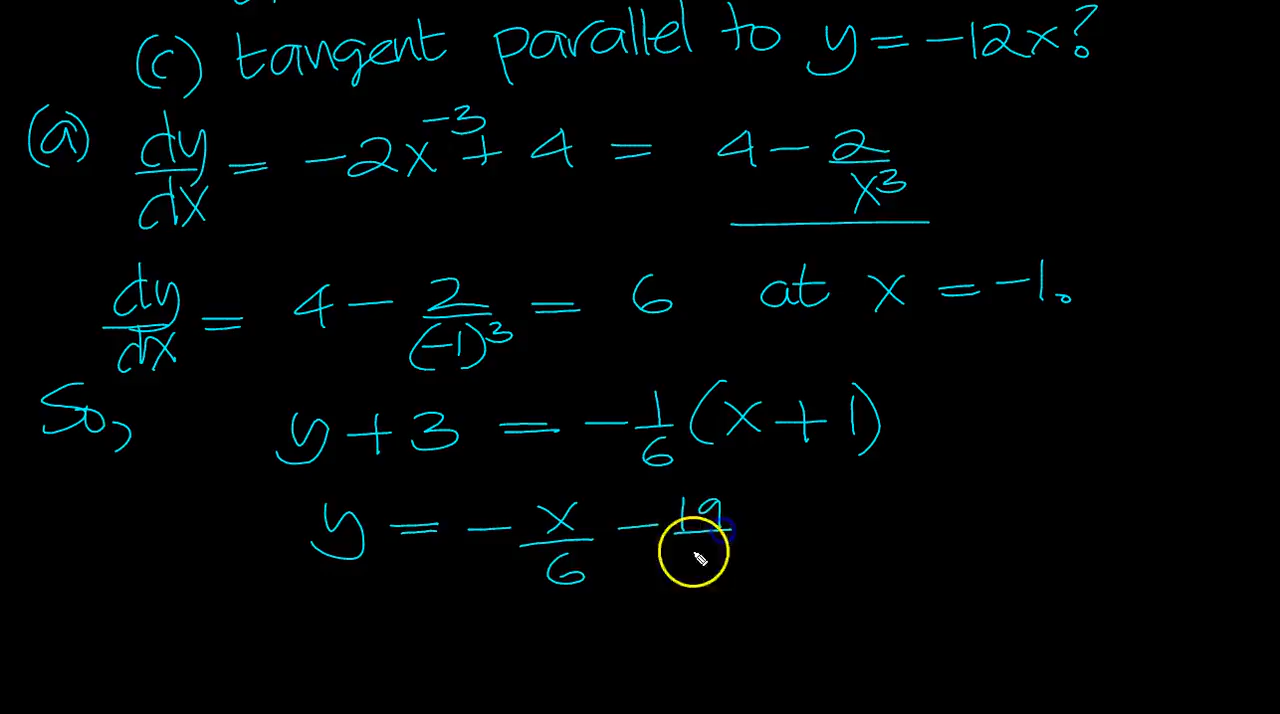 (c) tangent parallel to y = -12x?
(a) dy/dx = -2x^-3 + 4 = 4 - 2/x^3
dy/dx = 4 - 2/(-1)^3 = 6 at x = -1.
So, y + 3 = -1/6 (x + 1)
y = -x/6 - 19